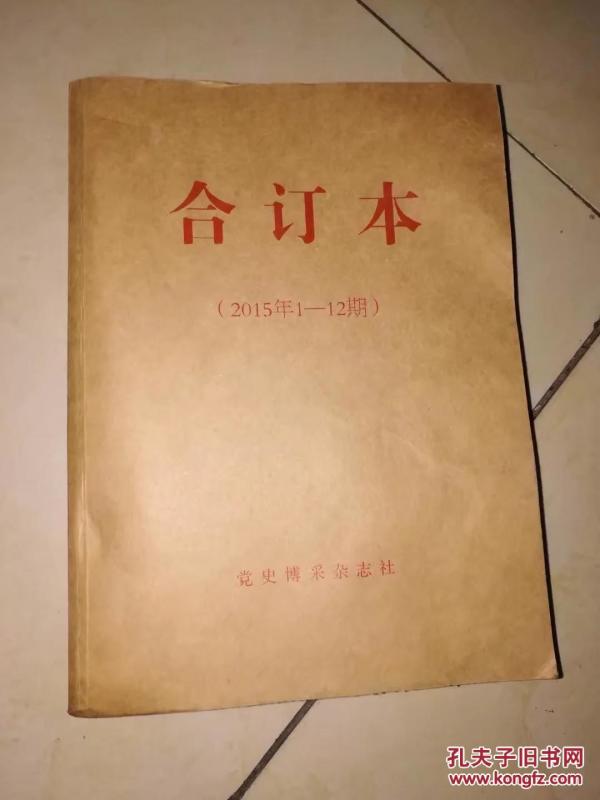 合订本
（2015年1—12期）
党史博采杂志社
孔夫子旧书网
www.kongfz.com